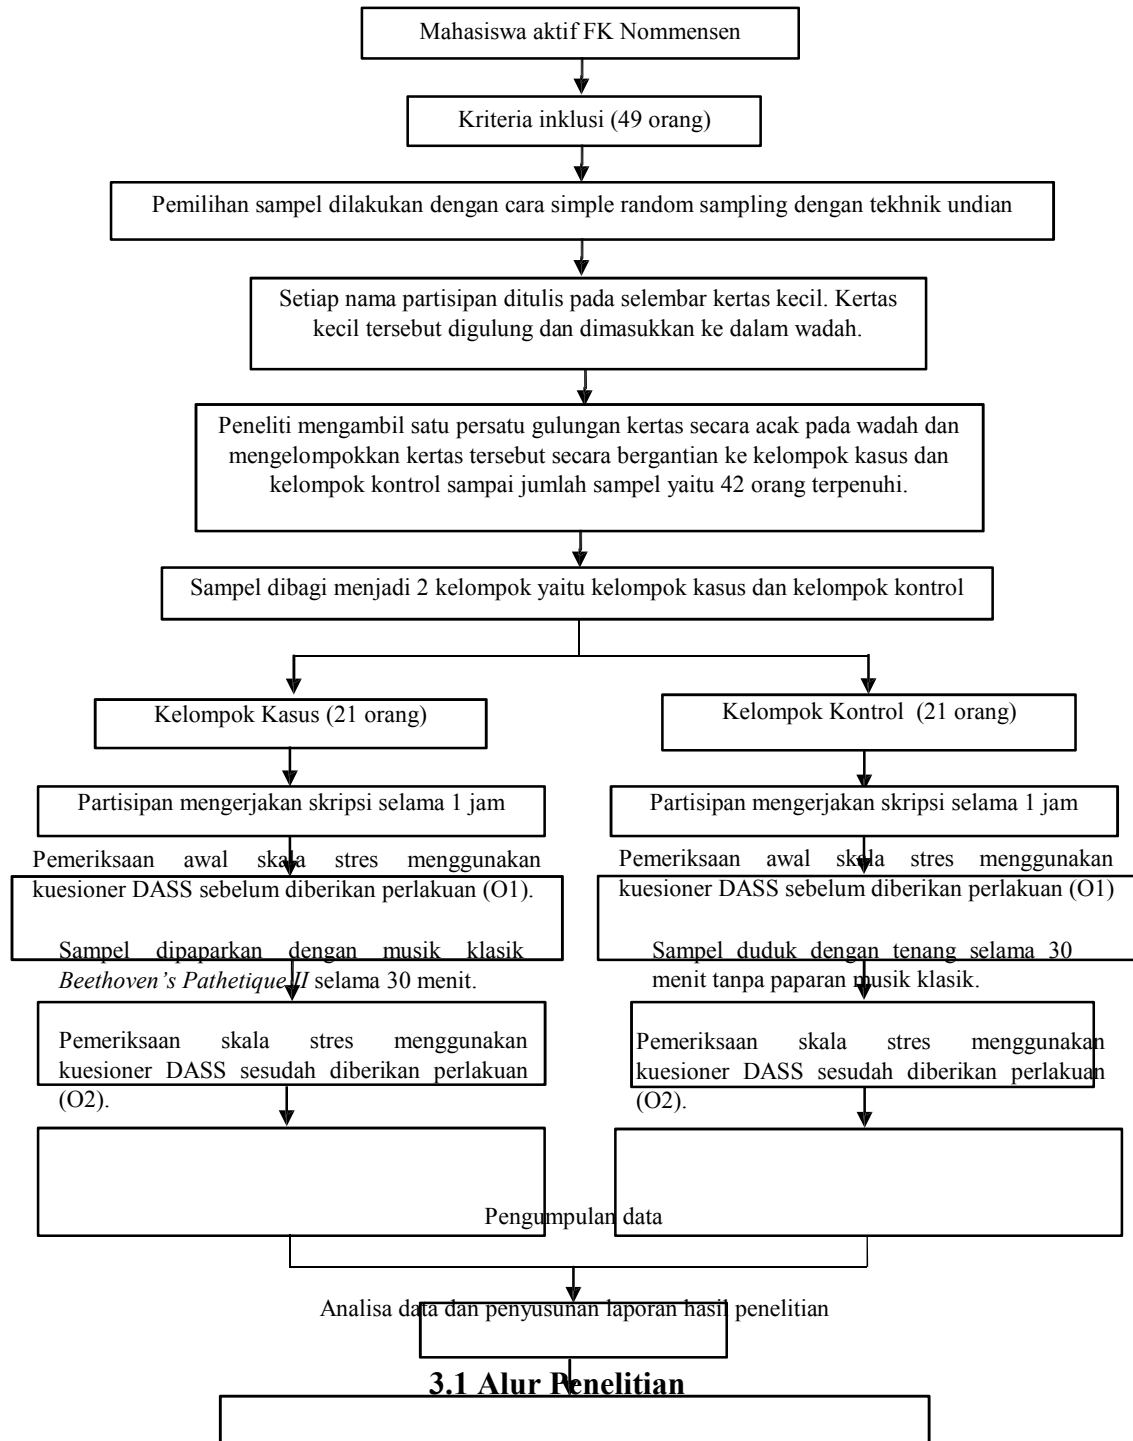 Mahasiswa aktif FK Nommensen
Kriteria inklusi (49 orang)
Pemilihan sampel dilakukan dengan cara simple random sampling dengan tekhnik undian
Setiap nama partisipan ditulis pada selembar kertas kecil. Kertas
kecil tersebut digulung dan dimasukkan ke dalam wadah.
Peneliti mengambil satu persatu gulungan kertas secara acak pada wadah dan
mengelompokkan kertas tersebut secara bergantian ke kelompok kasus dan
kelompok kontrol sampai jumlah sampel yaitu 42 orang terpenuhi.
Sampel dibagi menjadi 2 kelompok yaitu kelompok kasus dan kelompok kontrol
Kelompok Kasus (21 orang)
Partisipan mengerjakan skripsi selama 1 jam
Pemeriksaan awal skala stres menggunakan
kuesioner DASS sebelum diberikan perlakuan (O1).
Sampel dipaparkan dengan musik klasik
Beethoven's Pathetique II selama 30 menit.
Pemeriksaan skala stres menggunakan
kuesioner DASS sesudah diberikan perlakuan
(O2).
Kelompok Kontrol (21 orang)
Partisipan mengerjakan skripsi selama 1 jam
Pemeriksaan awal skala stres menggunakan
kuesioner DASS sebelum diberikan perlakuan (O1)
Sampel duduk dengan tenang selama 30
menit tanpa paparan musik klasik.
Pemeriksaan skala stres menggunakan
kuesioner DASS sesudah diberikan perlakuan
(O2).
Pengumpulan data
Analisa data dan penyusunan laporan hasil penelitian
3.1 Alur Penelitian